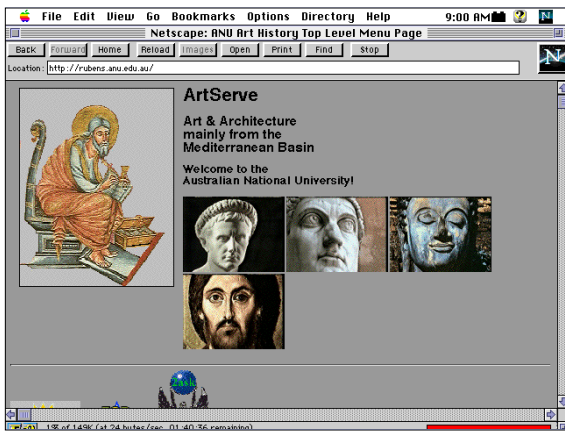 File Edit View Go Bookmarks Options Directory Help 9:00 AM
Netscape: ANU Art History Top Level Menu Page
Back Forward Home Reload Images Open Print Find Stop
N
Location: http://rubens.anu.edu.au/
ArtServe
Art & Architecture
mainly from the
Mediterranean Basin
Welcome to the
Australian National University!
2ask
1% of 149K (at 24 bytes/sec, 01:40:36 remaining)